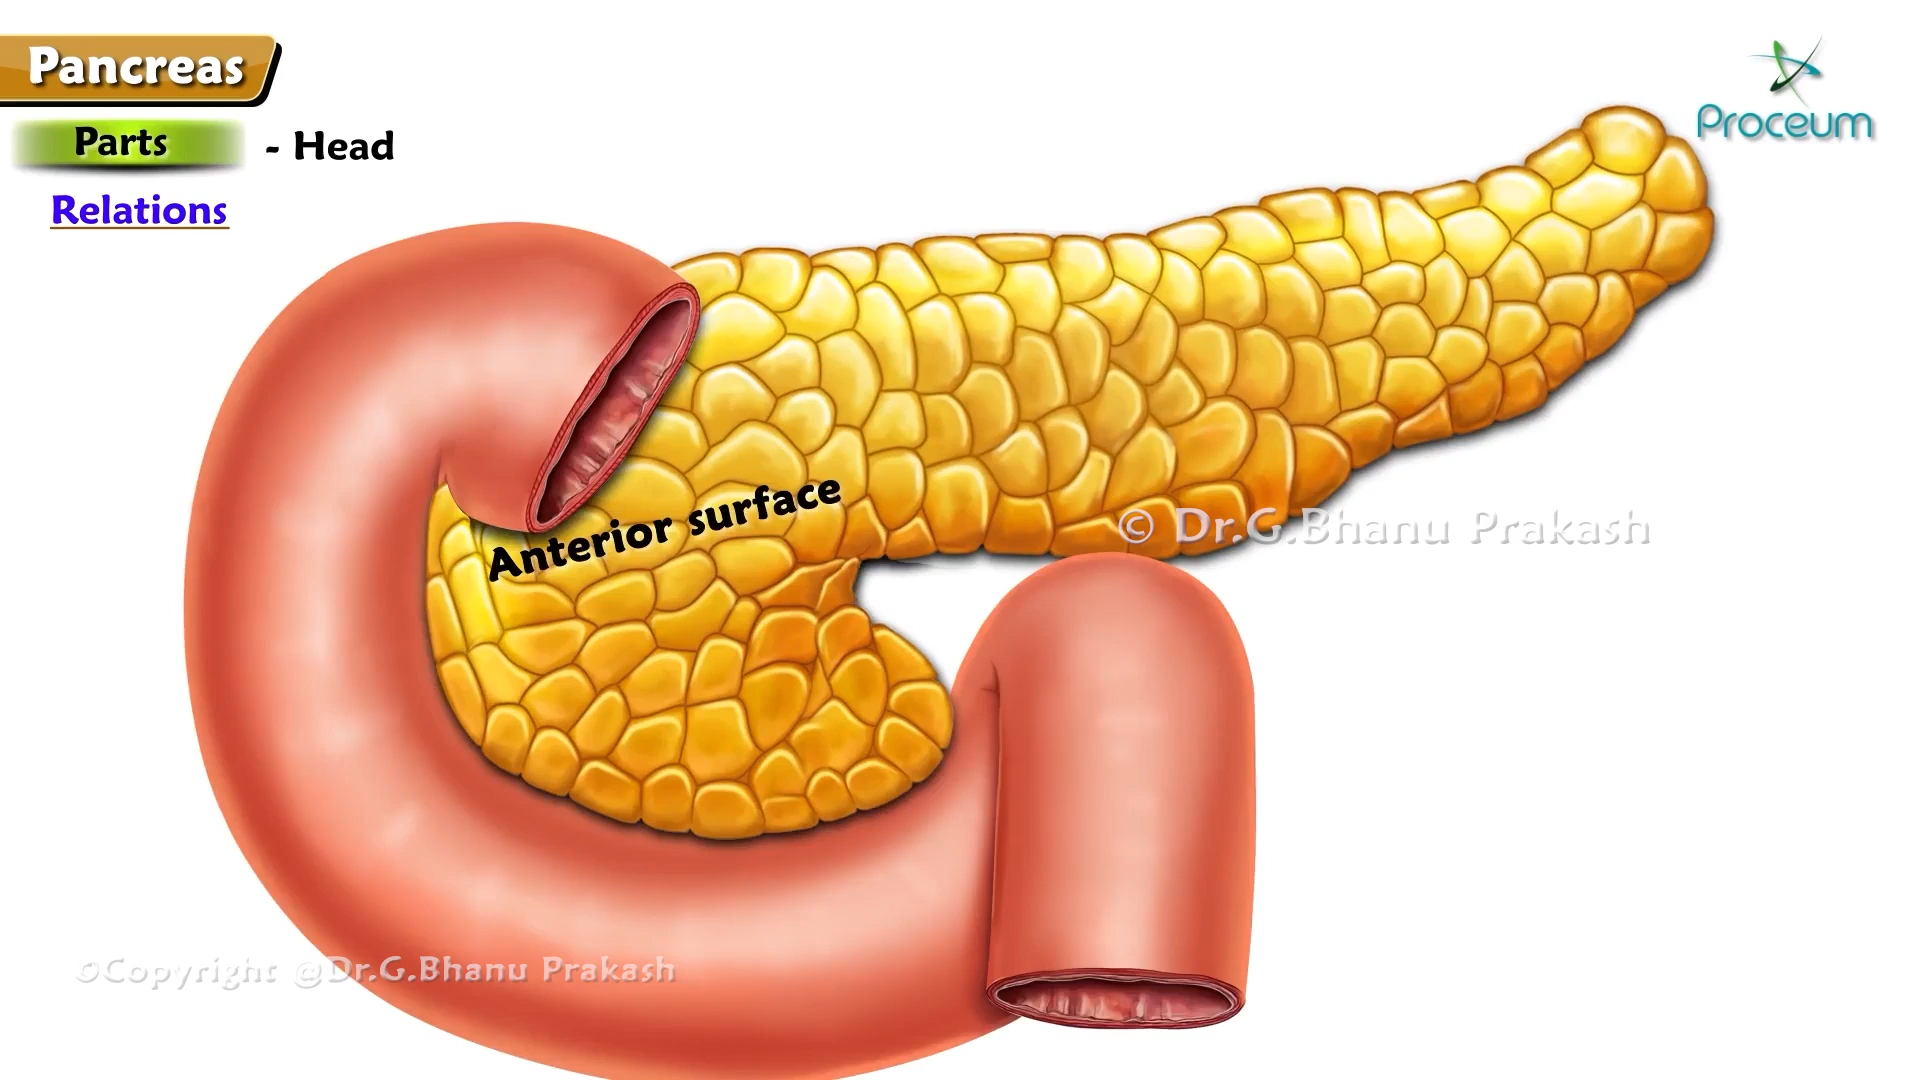 Pancreas
Proceum
Parts - Head
Relations
Anterior surface
© Dr.G.Bhanu Prakash
©Copyright @Dr.G.Bhanu Prakash